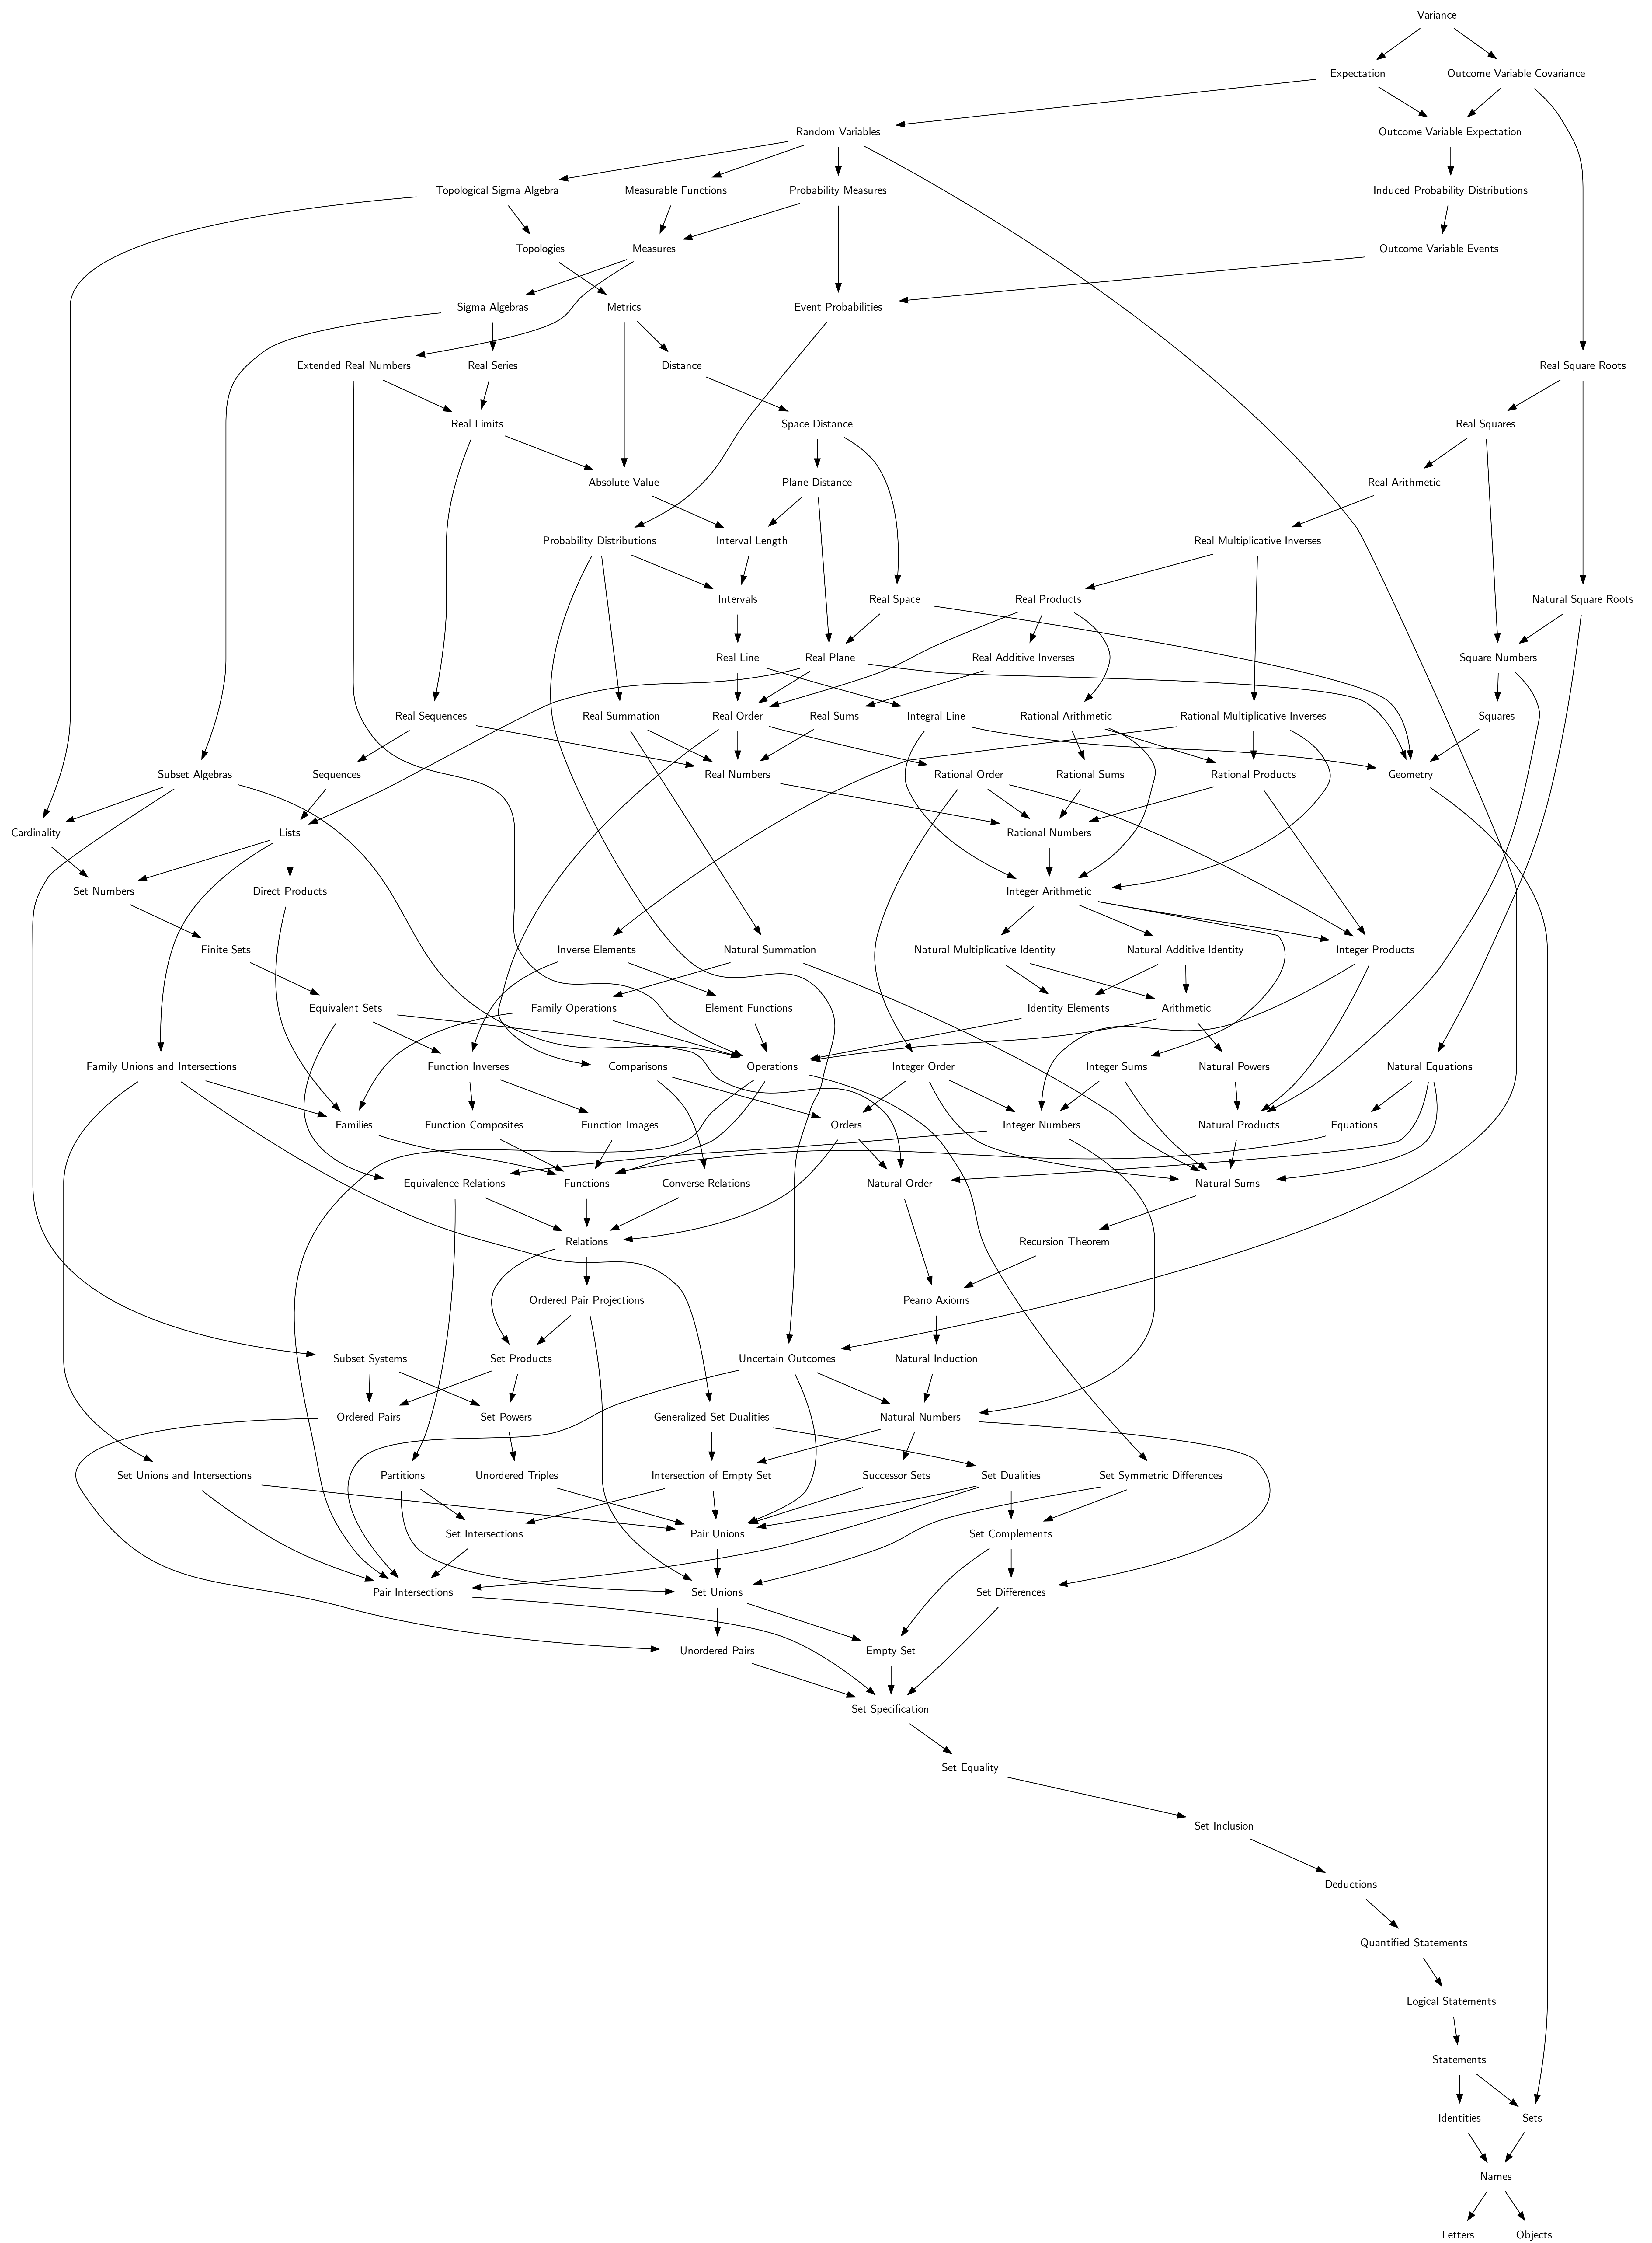 Variance
Expectation
Outcome Variable Covariance
Random Variables
Outcome Variable Expectation
Topological Sigma Algebra
Measurable Functions
Probability Measures
Induced Probability Distributions
Topologies
Measures
Outcome Variable Events
Sigma Algebras
Metrics
Event Probabilities
Extended Real Numbers
Real Series
Distance
Real Square Roots
Real Limits
Space Distance
Real Squares
Absolute Value
Plane Distance
Real Arithmetic
Probability Distributions
Interval Length
Real Multiplicative Inverses
Intervals
Real Space
Real Products
Natural Square Roots
Real Line
Real Plane
Real Additive Inverses
Square Numbers
Real Sequences
Real Summation
Real Order
Real Sums
Integral Line
Rational Arithmetic
Rational Multiplicative Inverses
Squares
Subset Algebras
Sequences
Real Numbers
Rational Order
Rational Sums
Rational Products
Geometry
Cardinality
Lists
Rational Numbers
Set Numbers
Direct Products
Integer Arithmetic
Finite Sets
Inverse Elements
Natural Summation
Natural Multiplicative Identity
Natural Additive Identity
Integer Products
Equivalent Sets
Family Operations
Element Functions
Identity Elements
Arithmetic
Family Unions and Intersections
Function Inverses
Comparisons
Operations
Integer Order
Integer Sums
Natural Powers
Natural Equations
Families
Function Composites
Function Images
Orders
Integer Numbers
Natural Products
Equations
Equivalence Relations
Functions
Converse Relations
Natural Order
Natural Sums
Relations
Recursion Theorem
Ordered Pair Projections
Peano Axioms
Subset Systems
Set Products
Uncertain Outcomes
Natural Induction
Ordered Pairs
Set Powers
Generalized Set Dualities
Natural Numbers
Set Unions and Intersections
Partitions
Unordered Triples
Intersection of Empty Set
Successor Sets
Set Dualities
Set Symmetric Differences
Set Intersections
Pair Unions
Set Complements
Pair Intersections
Set Unions
Set Differences
Unordered Pairs
Empty Set
Set Specification
Set Equality
Set Inclusion
Deductions
Quantified Statements
Logical Statements
Statements
Identities
Sets
Names
Letters
Objects